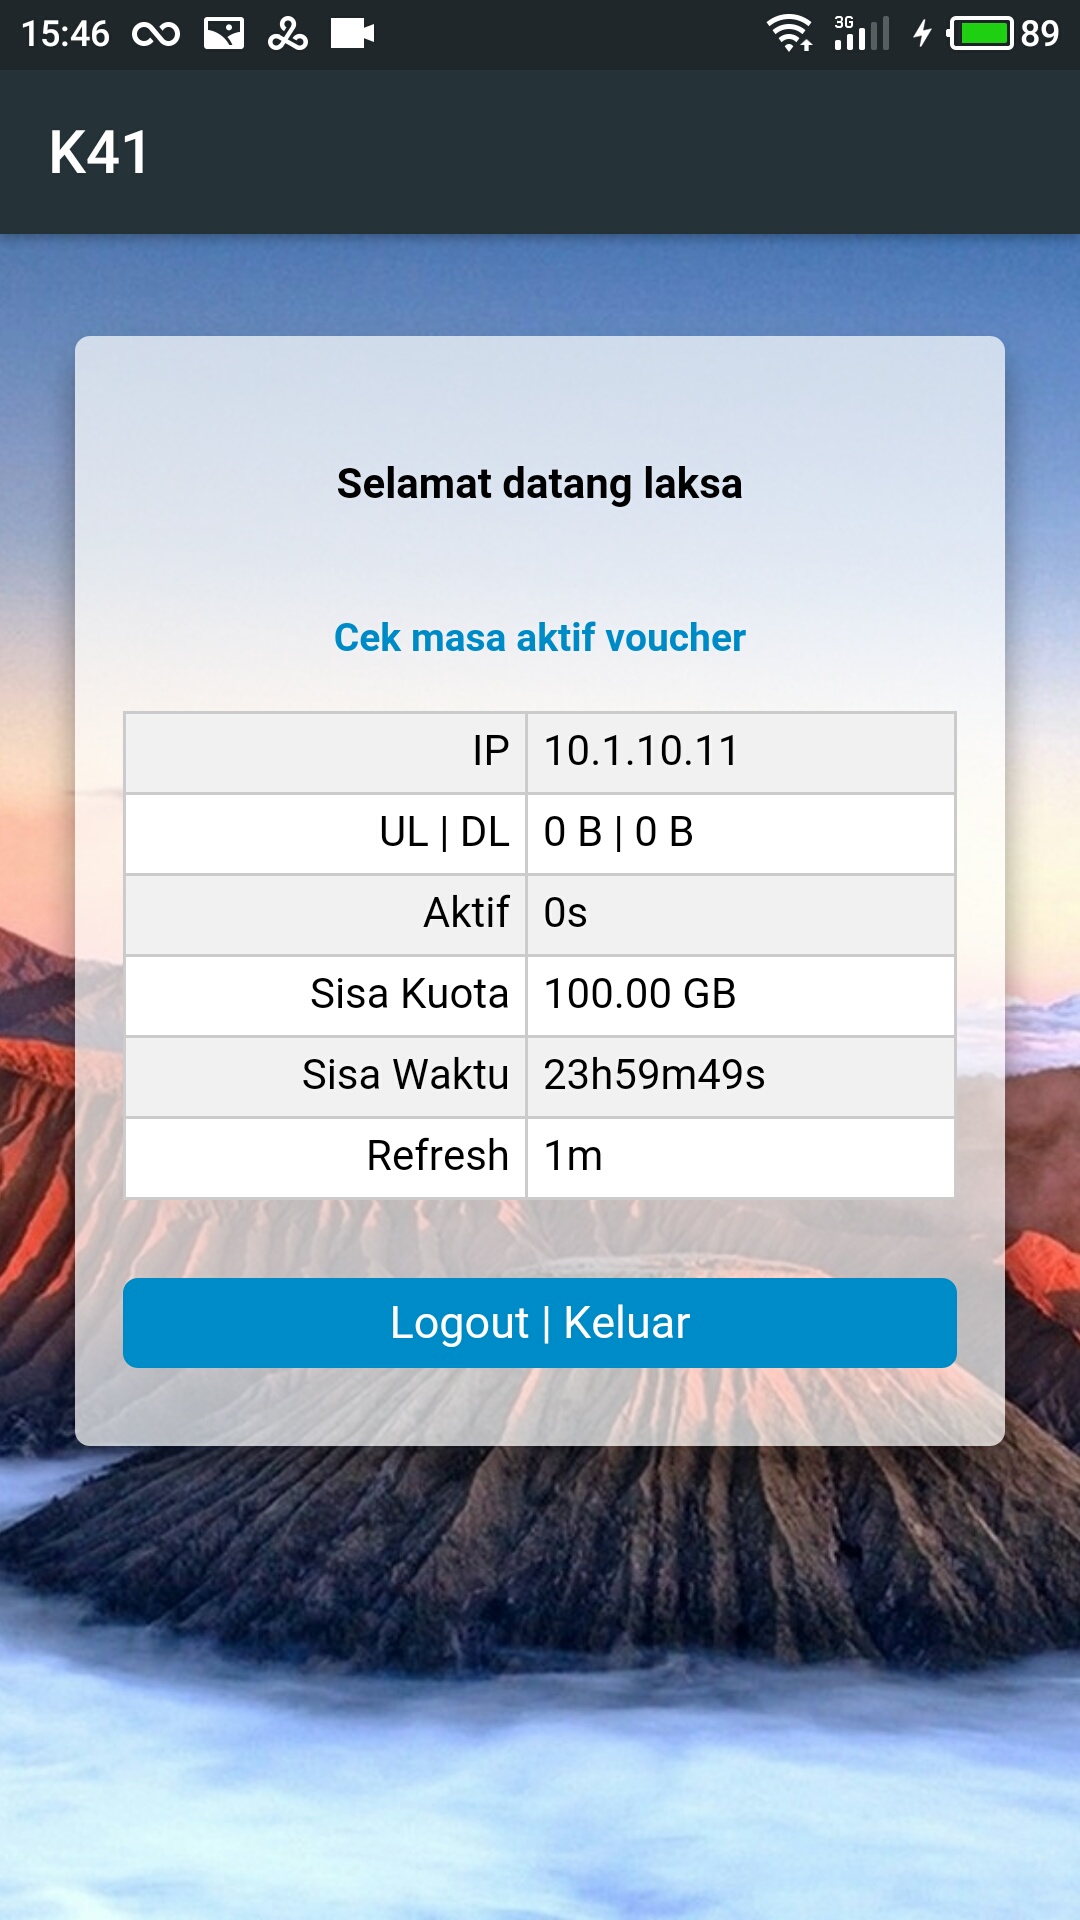 15:46 3G 89
K41
Selamat datang laksa
Cek masa aktif voucher
IP 10.1.10.11
UL | DL 0 B | 0 B
Aktif 0s
Sisa Kuota 100.00 GB
Sisa Waktu 23h59m49s
Refresh 1m
Logout | Keluar